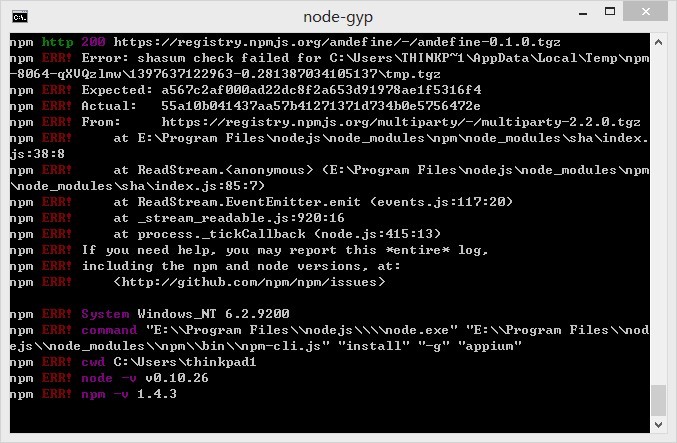 node-gyp
npm http 200 https://registry.npmjs.org/amdefine/-/amdefine-0.1.0.tgz
npm ERR! Error: shasum check failed for C:\Users\THINKP~1\AppData\Local\Temp\npm
-8064-qXVQzlmw\1397637122963-0.281387034105137\tmp.tgz
npm ERR! Expected: a567c2af000ad22dc8f2a653d91978ae1f5316f4
npm ERR! Actual:   55a10b041437aa57b41271371d734b0e5756472e
npm ERR! From:     https://registry.npmjs.org/multiparty/-/multiparty-2.2.0.tgz
npm ERR!     at E:\Program Files\nodejs\node_modules\npm\node_modules\sha\index.
js:38:8
npm ERR!     at ReadStream.<anonymous> (E:\Program Files\nodejs\node_modules\npm
\node_modules\sha\index.js:85:7)
npm ERR!     at ReadStream.EventEmitter.emit (events.js:117:20)
npm ERR!     at _stream_readable.js:920:16
npm ERR!     at process._tickCallback (node.js:415:13)
npm ERR! If you need help, you may report this *entire* log,
npm ERR! including the npm and node versions, at:
npm ERR!     <http://github.com/npm/npm/issues>
npm ERR! System Windows_NT 6.2.9200
npm ERR! command "E:\\Program Files\\nodejs\\\\node.exe" "E:\\Program Files\\nod
ejs\\node_modules\\npm\\bin\\npm-cli.js" "install" "-g" "appium"
npm ERR! cwd C:\Users\thinkpad1
npm ERR! node -v v0.10.26
npm ERR! npm -v 1.4.3